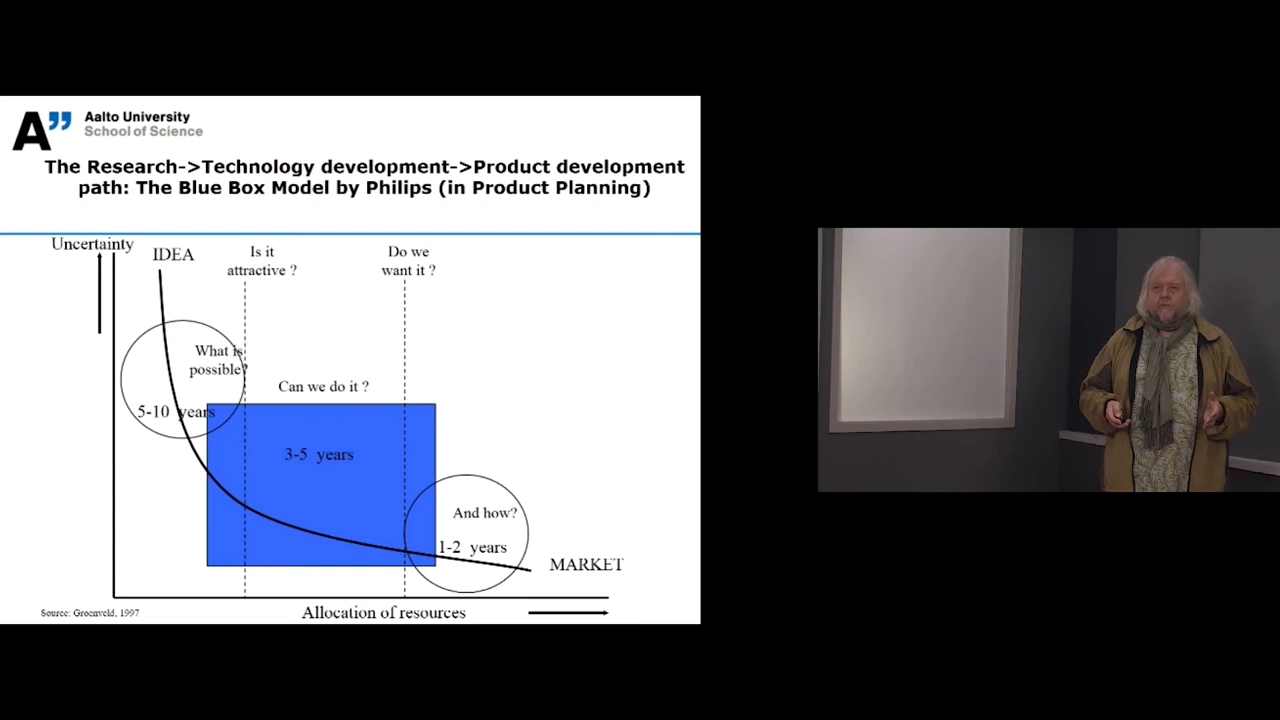 A”
Aalto University
School of Science
The Research->Technology development->Product development
path: The Blue Box Model by Philips (in Product Planning)
Uncertainty
IDEA
Is it
attractive ?
Do we
want it ?
What is
possible?
5-10 years
Can we do it ?
3-5 years
And how?
1-2 years
MARKET
Source: Groenveld, 1997
Allocation of resources